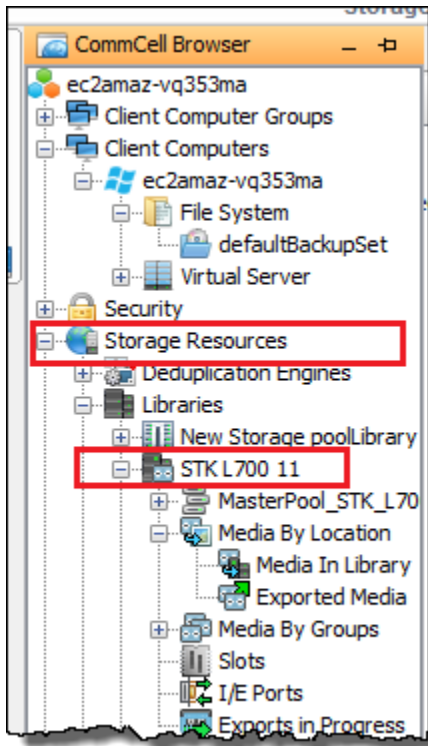 CommCell Browser
ec2amaz-vq353ma
Client Computer Groups
Client Computers
ec2amaz-vq353ma
File System
defaultBackupSet
Virtual Server
Security
Storage Resources
Deduplication Engines
Libraries
New Storage poolLibrary
STK L700 11
MasterPool_STK_L70
Media By Location
Media In Library
Exported Media
Media By Groups
Slots
I/E Ports
Exports in Progress